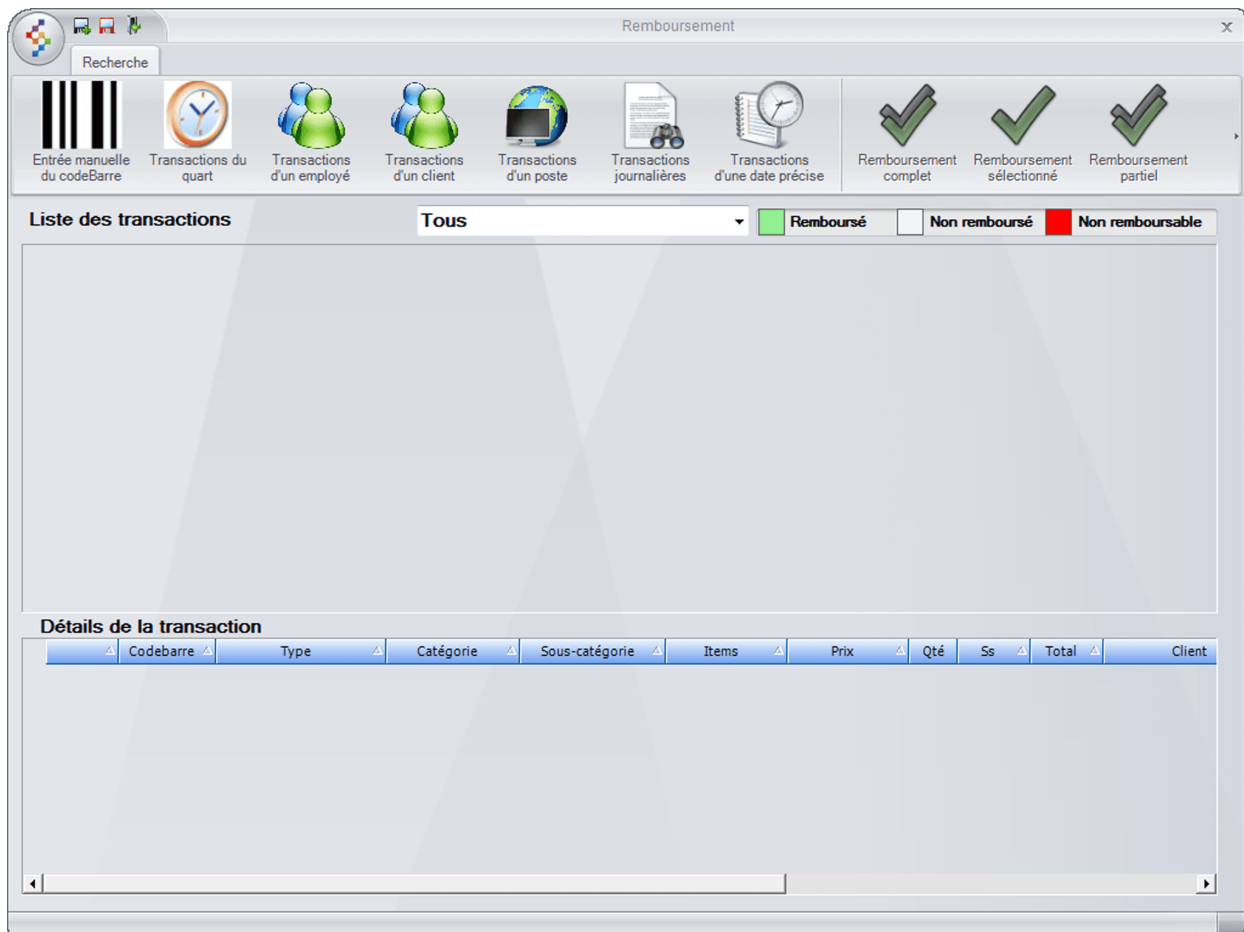 Remboursement
x
Recherche
Entrée manuelle
du codeBarre
Transactions du
quart
Transactions
d'un employé
Transactions
d'un client
Transactions
d'un poste
Transactions
journalières
Transactions
d'une date précise
Remboursement
complet
Remboursement
sélectionné
Remboursement
partiel
Liste des transactions
Tous
Remboursé
Non remboursé
Non remboursable
Détails de la transaction
Codebarre
Type
Catégorie
Sous-catégorie
Items
Prix
Qté
Ss
Total
Client